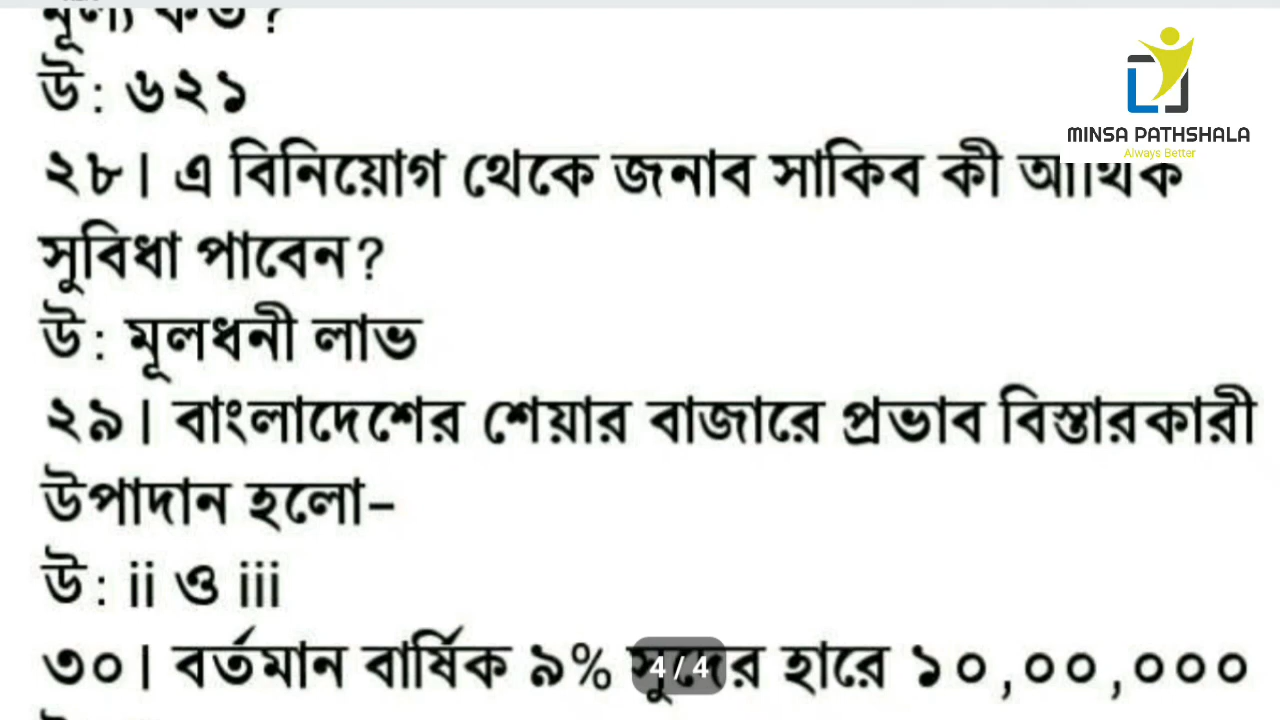 উ: ৬২১
MINSA PATHSHALA
Always Better
২৮। এ বিনিয়োগ থেকে জনাব সাকিব কী আর্থিক
সুবিধা পাবেন?
উ: মূলধনী লাভ
২৯। বাংলাদেশের শেয়ার বাজারে প্রভাব বিস্তারকারী
উপাদান হলো–
উ: ii ও iii
৩০। বর্তমান বার্ষিক ৯% সুদের হারে ১০,০০,০০০
4 / 4